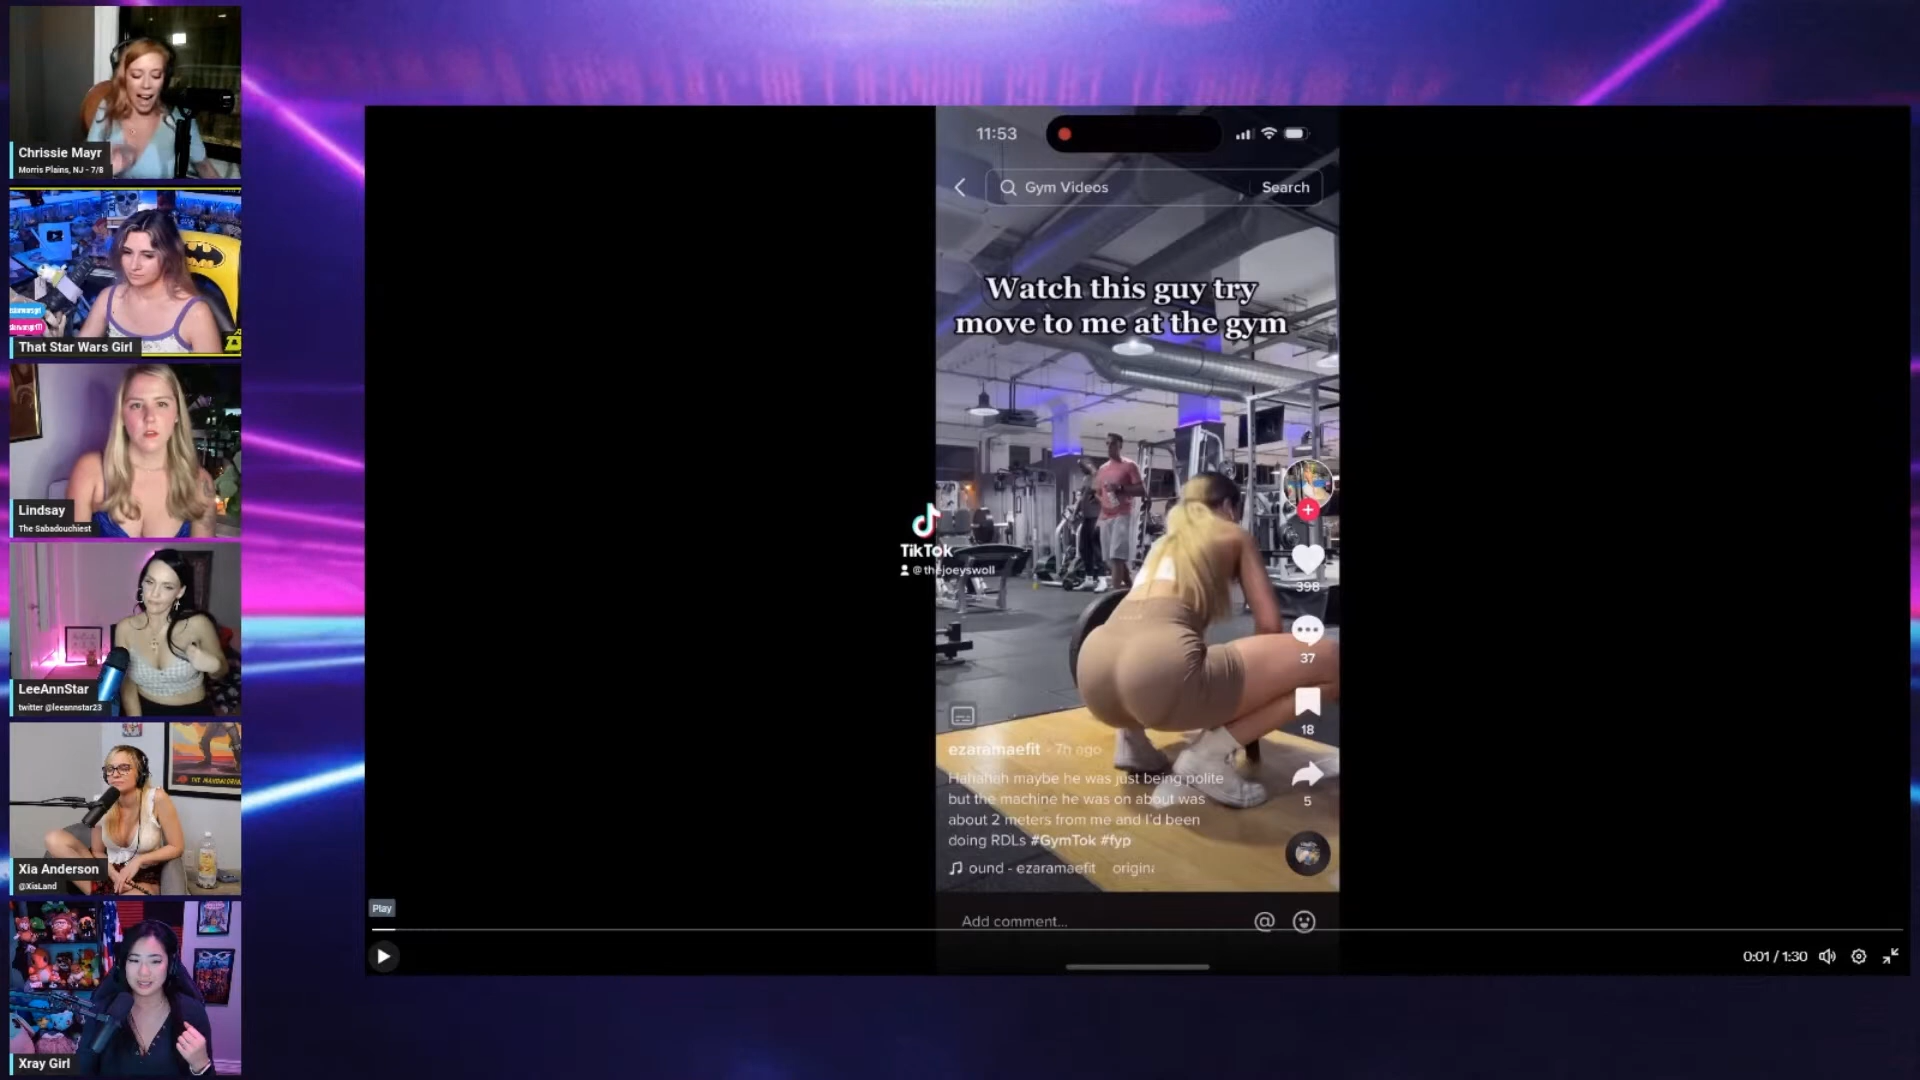 Chrissie Mayr
Morris Plains, NJ - 7/8
That Star Wars Girl
Lindsay
The Sabadouchiest
LeeAnnStar
twitter @leeannstar23
THE MANDALORIAN
Xia Anderson
@XiaLand
Xray Girl
11:53
Gym Videos
Search
Watch this guy try
move to me at the gym
TikTok
@thejoeyswoll
398
37
18
5
ezaramaefit · 7h ago
Hahahah maybe he was just being polite
but the machine he was on about was
about 2 meters from me and I'd been
doing RDLs #GymTok #fyp
ound - ezaramaefit origina
Add comment...
Play
0:01 / 1:30